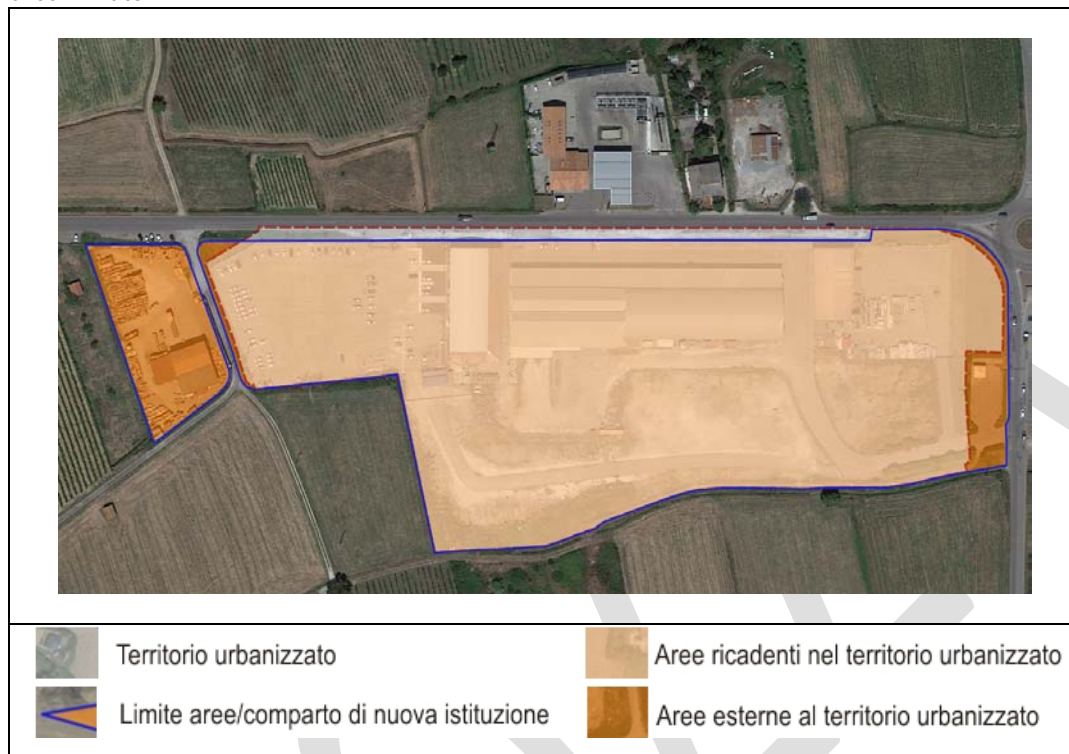 Territorio urbanizzato
Aree ricadenti nel territorio urbanizzato
Limite aree/comparto di nuova istituzione
Aree esterne al territorio urbanizzato